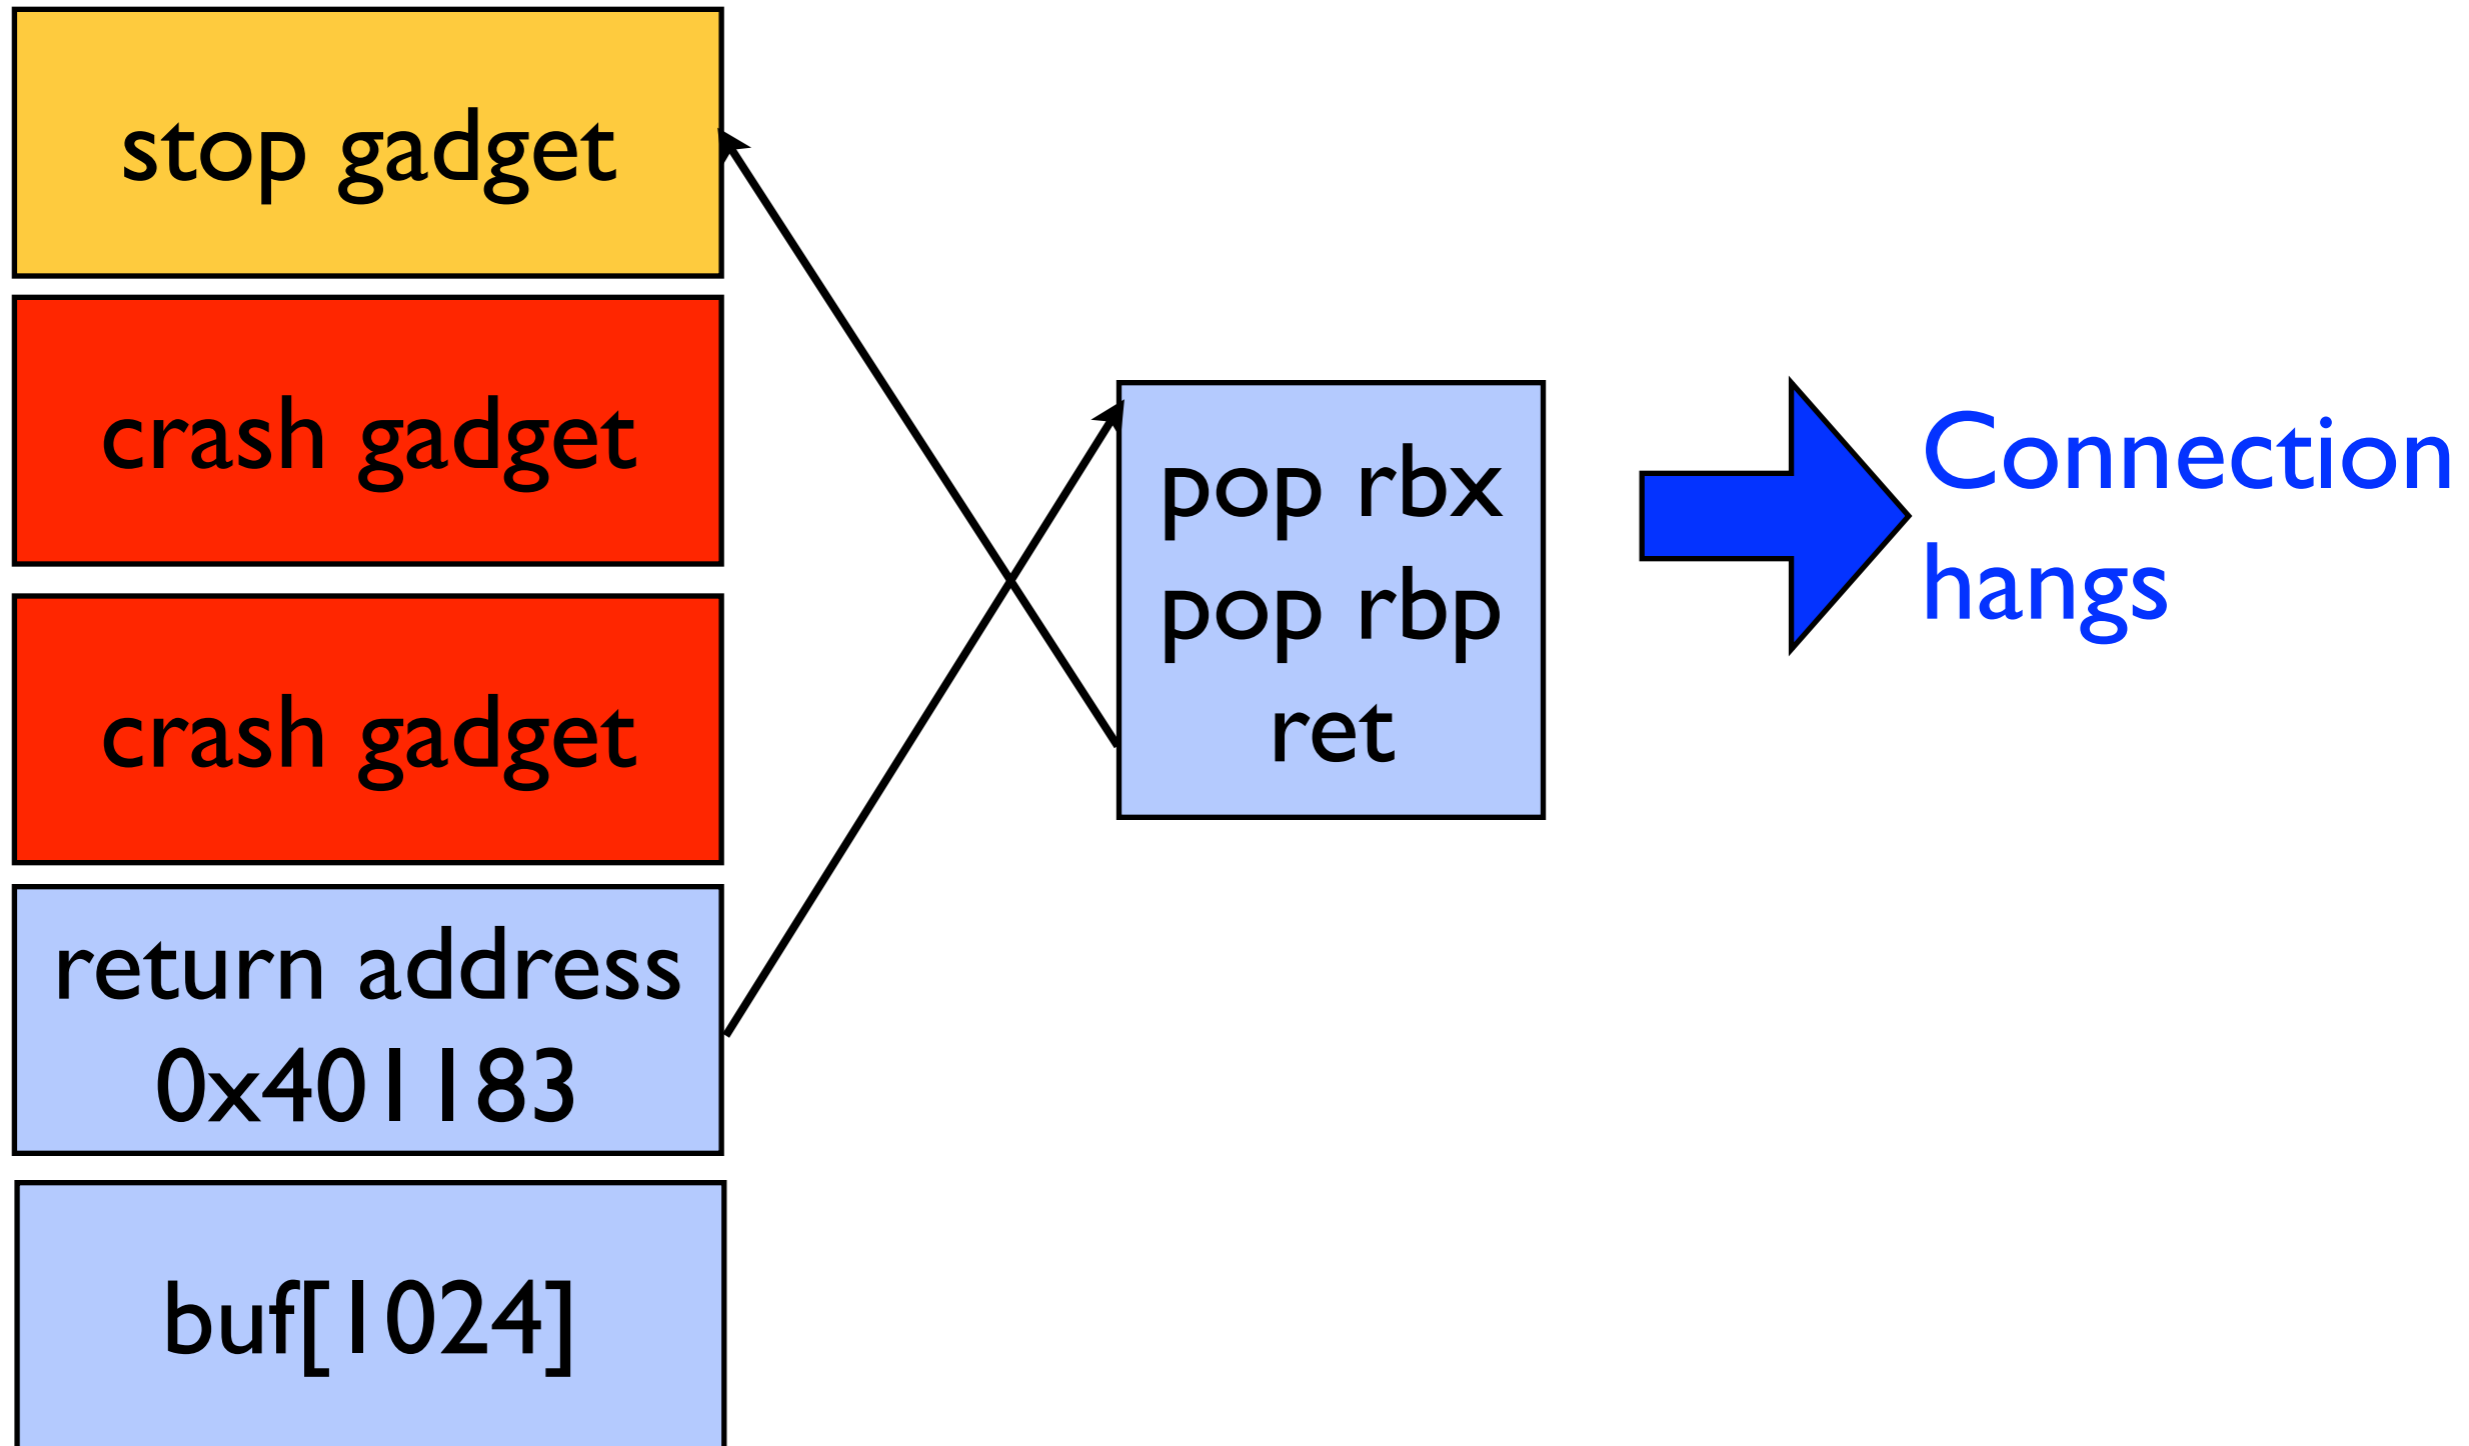 stop gadget
crash gadget
crash gadget
return address
0x401183
buf[1024]
pop rbx
pop rbp
ret
Connection
hangs